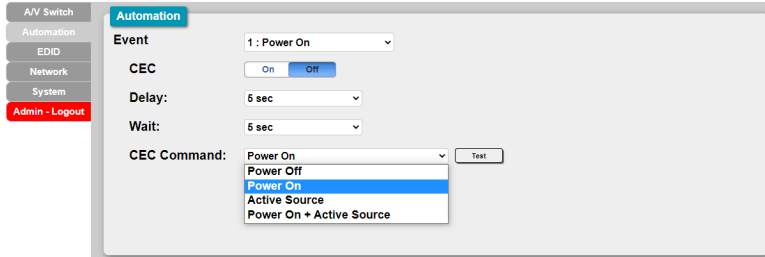 A/V Switch
Automation
EDID
Network
System
Admin - Logout
Automation
Event 1 : Power On
CEC On Off
Delay: 5 sec
Wait: 5 sec
CEC Command: Power On Test
Power Off
Power On
Active Source
Power On + Active Source